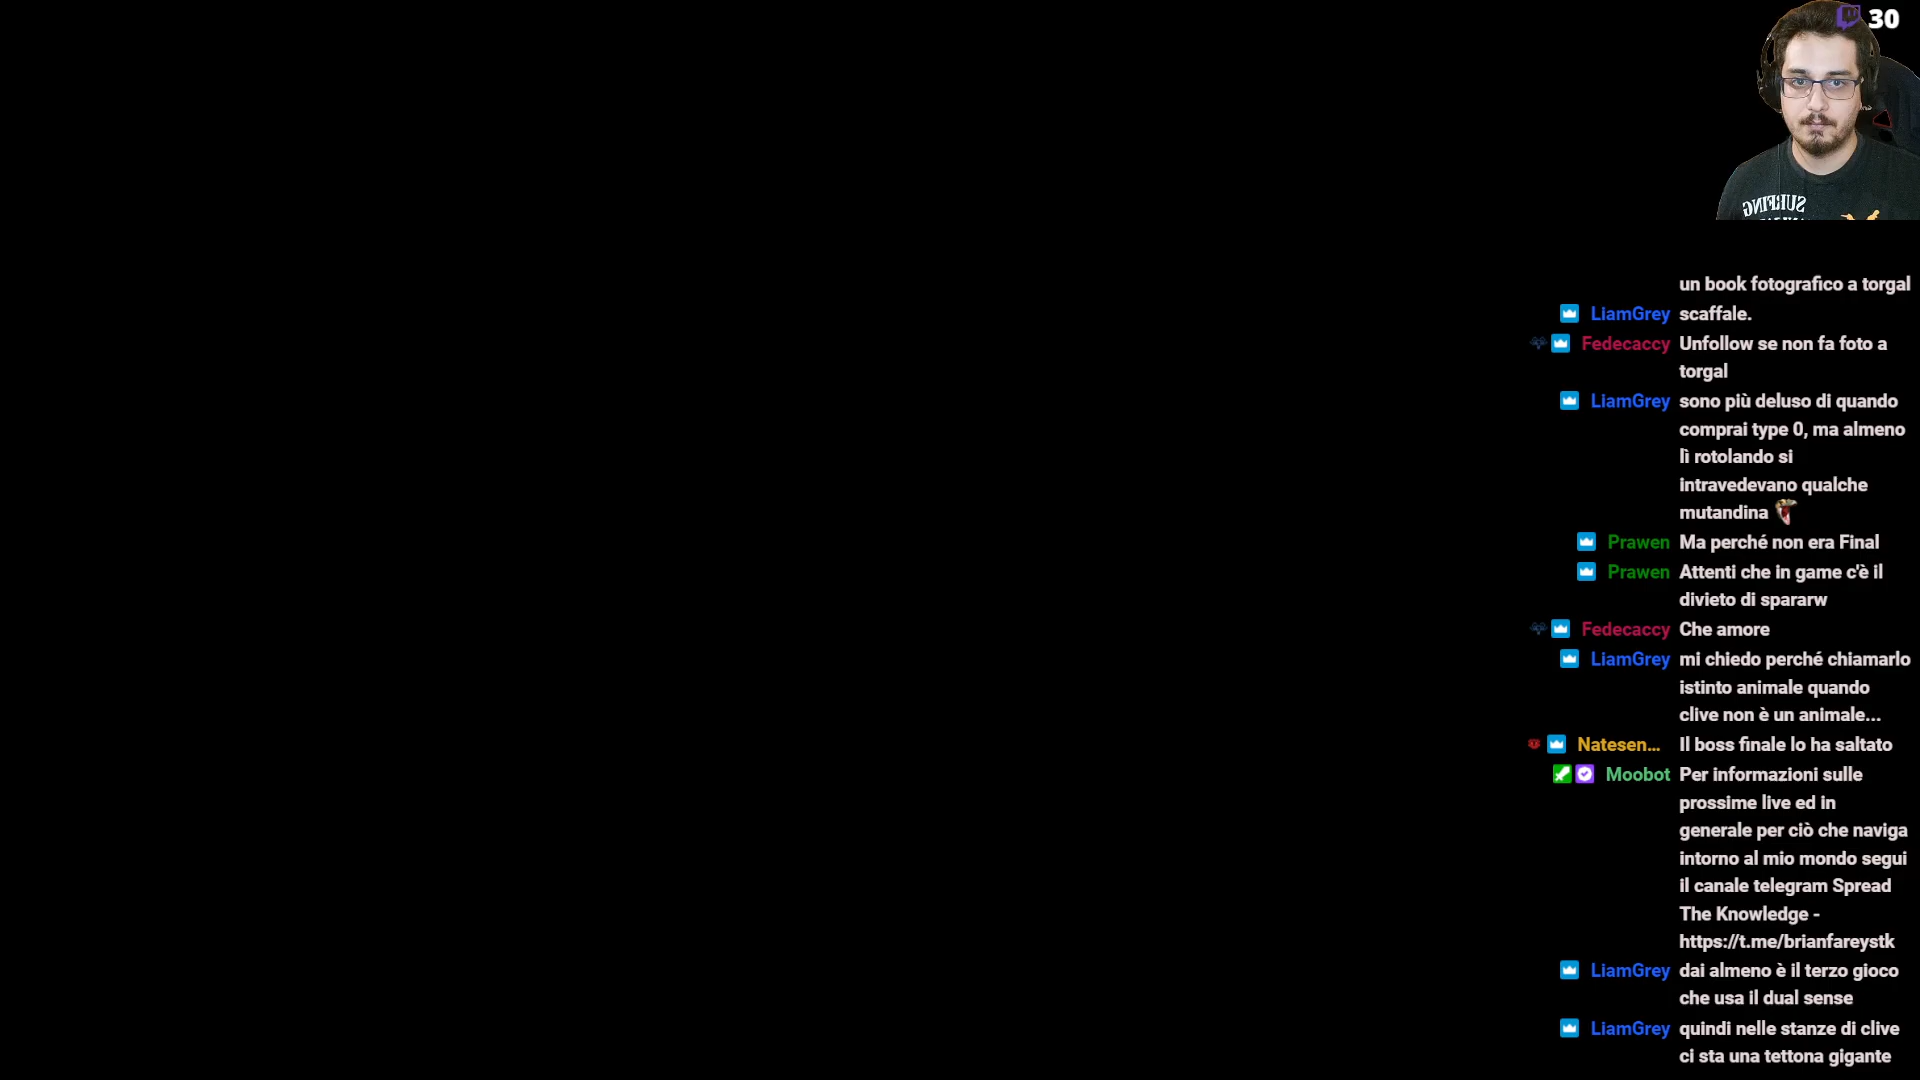 30
SURFING
un book fotografico a torgal
LiamGrey scaffale.
Fedecaccy Unfollow se non fa foto a
torgal
LiamGrey sono più deluso di quando
comprai type 0, ma almeno
lì rotolando si
intravedevano qualche
mutandina
Prawen Ma perché non era Final
Prawen Attenti che in game c'è il
divieto di spararw
Fedecaccy Che amore
LiamGrey mi chiedo perché chiamarlo
istinto animale quando
clive non è un animale...
Natesen... Il boss finale lo ha saltato
Moobot Per informazioni sulle
prossime live ed in
generale per ciò che naviga
intorno al mio mondo segui
il canale telegram Spread
The Knowledge -
https://t.me/brianfareystk
LiamGrey dai almeno è il terzo gioco
che usa il dual sense
LiamGrey quindi nelle stanze di clive
ci sta una tettona gigante